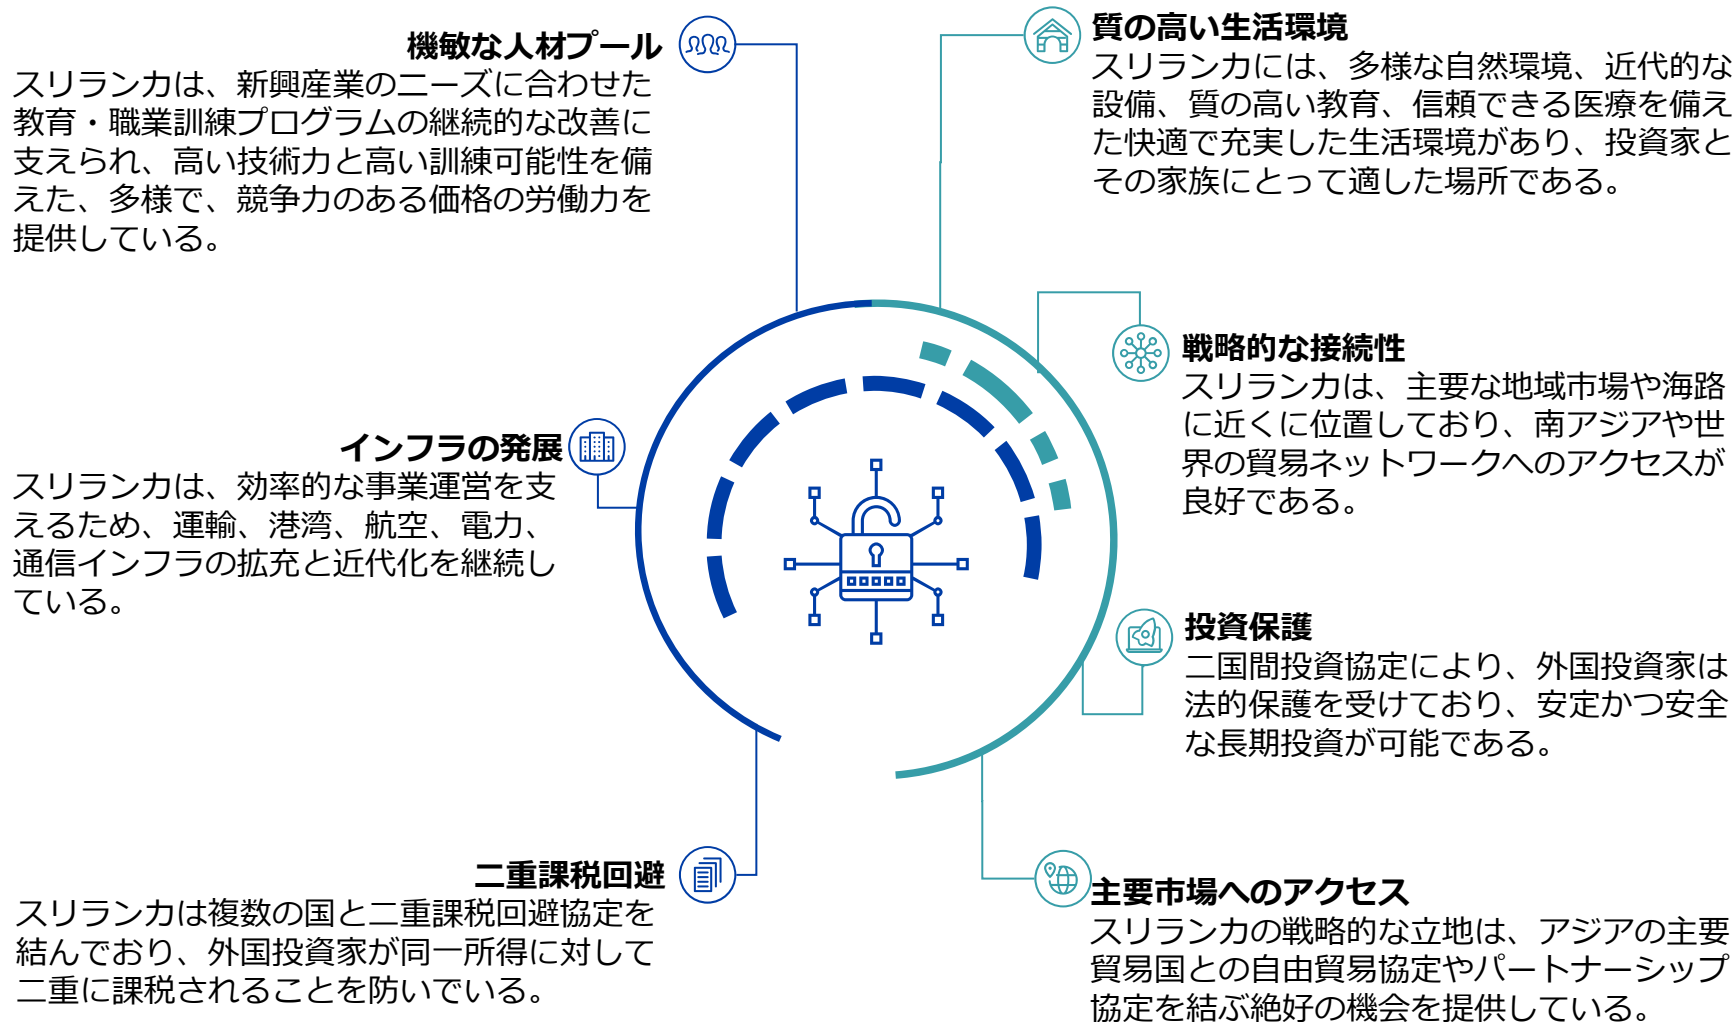 機敏な人材プール
スリランカは、新興産業のニーズに合わせた
教育・職業訓練プログラムの継続的な改善に
支えられ、高い技術力と高い訓練可能性を備
えた、多様で、競争力のある価格の労働力を
提供している。
インフラの発展
スリランカは、効率的な事業運営を支
えるため、運輸、港湾、航空、電力、
通信インフラの拡充と近代化を継続し
ている。
二重課税回避
スリランカは複数の国と二重課税回避協定を
結んでおり、外国投資家が同一所得に対して
二重に課税されることを防いでいる。
質の高い生活環境
スリランカには、多様な自然環境、近代的な
設備、質の高い教育、信頼できる医療を備え
た快適で充実した生活環境があり、投資家と
その家族にとって適した場所である。
戦略的な接続性
スリランカは、主要な地域市場や海路
に近くに位置しており、南アジアや世
界の貿易ネットワークへのアクセスが
良好である。
投資保護
二国間投資協定により、外国投資家は
法的保護を受けており、安定かつ安全
な長期投資が可能である。
主要市場へのアクセス
スリランカの戦略的な立地は、アジアの主要
貿易国との自由貿易協定やパートナーシップ
協定を結ぶ絶好の機会を提供している。